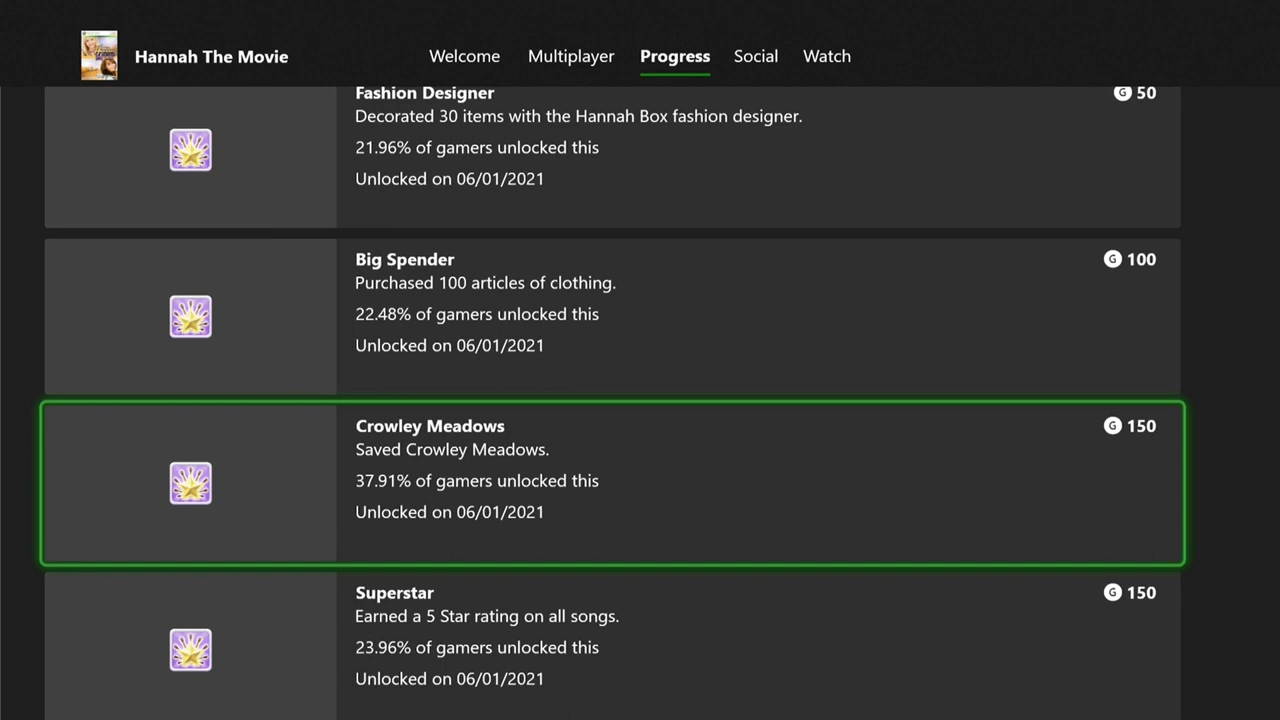 Hannah The Movie
Welcome
Multiplayer
Progress
Social
Watch
Fashion Designer
G 50
Decorated 30 items with the Hannah Box fashion designer.
21.96% of gamers unlocked this
Unlocked on 06/01/2021
Big Spender
G 100
Purchased 100 articles of clothing.
22.48% of gamers unlocked this
Unlocked on 06/01/2021
Crowley Meadows
G 150
Saved Crowley Meadows.
37.91% of gamers unlocked this
Unlocked on 06/01/2021
Superstar
G 150
Earned a 5 Star rating on all songs.
23.96% of gamers unlocked this
Unlocked on 06/01/2021